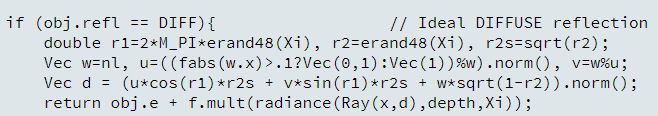 if (obj.refl == DIFF){                  // Ideal DIFFUSE reflection
    double r1=2*M_PI*erand48(Xi), r2=erand48(Xi), r2s=sqrt(r2);
    Vec w=nl, u=((fabs(w.x)>.1?Vec(0,1):Vec(1))%w).norm(), v=w%u;
    Vec d = (u*cos(r1)*r2s + v*sin(r1)*r2s + w*sqrt(1-r2)).norm();
    return obj.e + f.mult(radiance(Ray(x,d),depth,Xi));